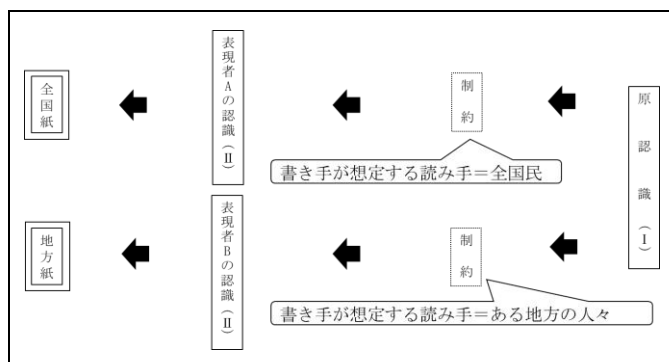 原認識(Ⅰ)
制約
書き手が想定する読み手＝全国民
表現者Aの認識(Ⅱ)
全国紙
制約
書き手が想定する読み手＝ある地方の人々
表現者Bの認識(Ⅱ)
地方紙